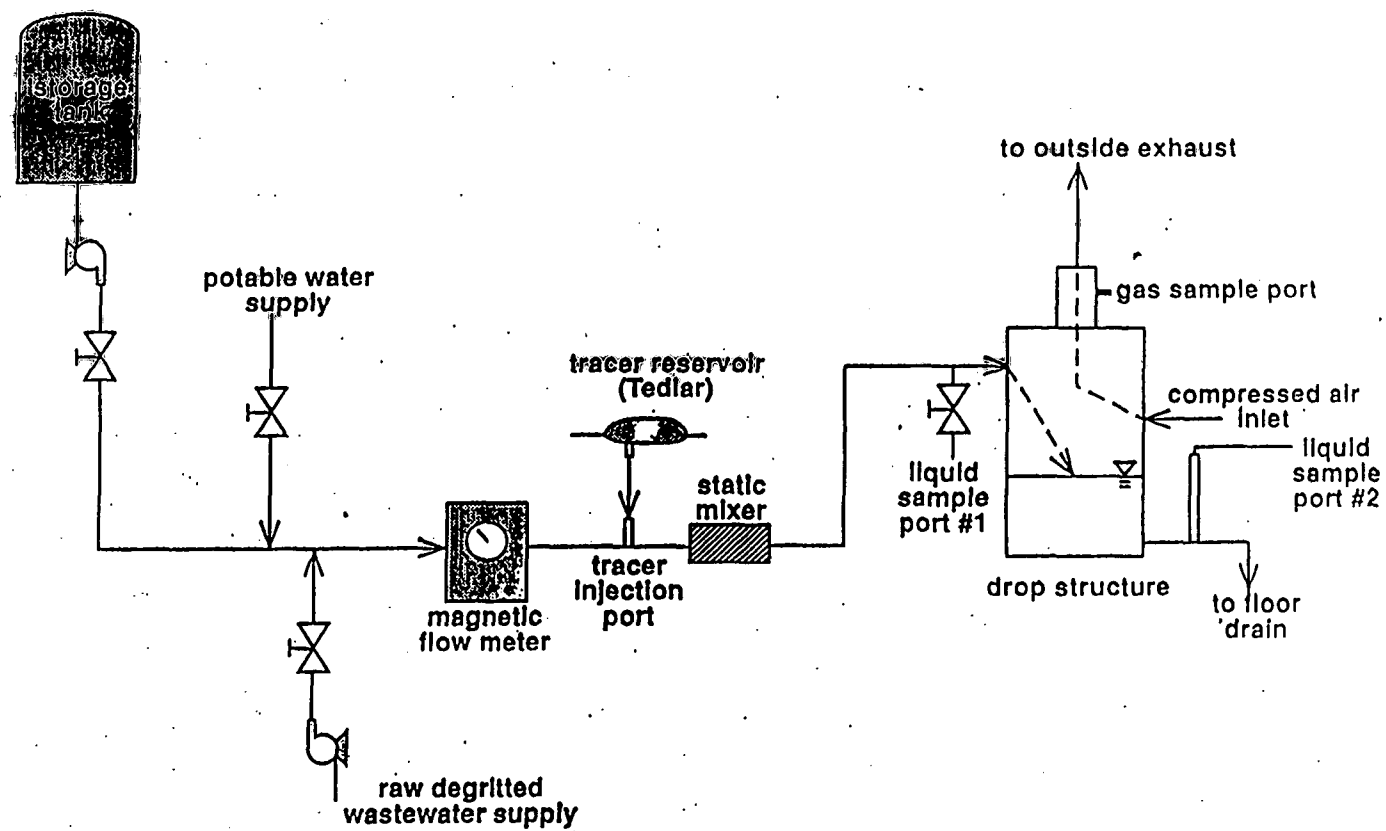 storage
tank
to outside exhaust
gas sample port
potable water
supply
tracer reservoir
(Tedlar)
compressed air
inlet
liquid
sample
port #2
liquid
sample
port #1
static
mixer
tracer
injection
port
magnetic
flow meter
drop structure
to floor
drain
raw degritted
wastewater supply